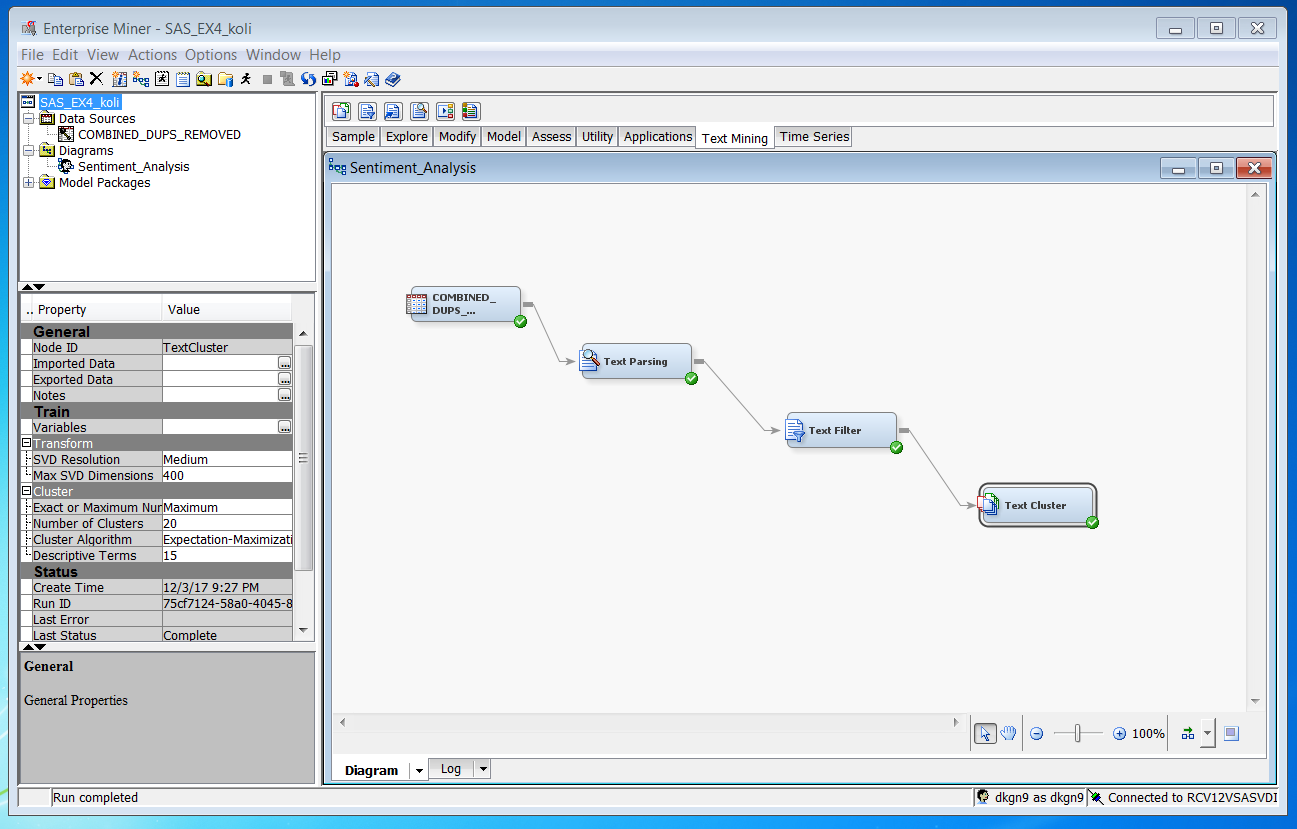 Enterprise Miner - SAS_EX4_koli
File Edit View Actions Options Window Help
SAS_EX4_koli
Data Sources
COMBINED_DUPS_REMOVED
Diagrams
Sentiment_Analysis
Model Packages
.. Property Value
General
Node ID TextCluster
Imported Data ...
Exported Data ...
Notes ...
Train
Variables ...
Transform
SVD Resolution Medium
Max SVD Dimensions 400
Cluster
Exact or Maximum Nur Maximum
Number of Clusters 20
Cluster Algorithm Expectation-Maximizati
Descriptive Terms 15
Status
Create Time 12/3/17 9:27 PM
Run ID 75cf7124-58a0-4045-8
Last Error
Last Status Complete
General
General Properties
Sample Explore Modify Model Assess Utility Applications Text Mining Time Series
Sentiment_Analysis
COMBINED_
DUPS_...
Text Parsing
Text Filter
Text Cluster
100%
Diagram Log
Run completed dkgn9 as dkgn9 Connected to RCV12VSASVDI